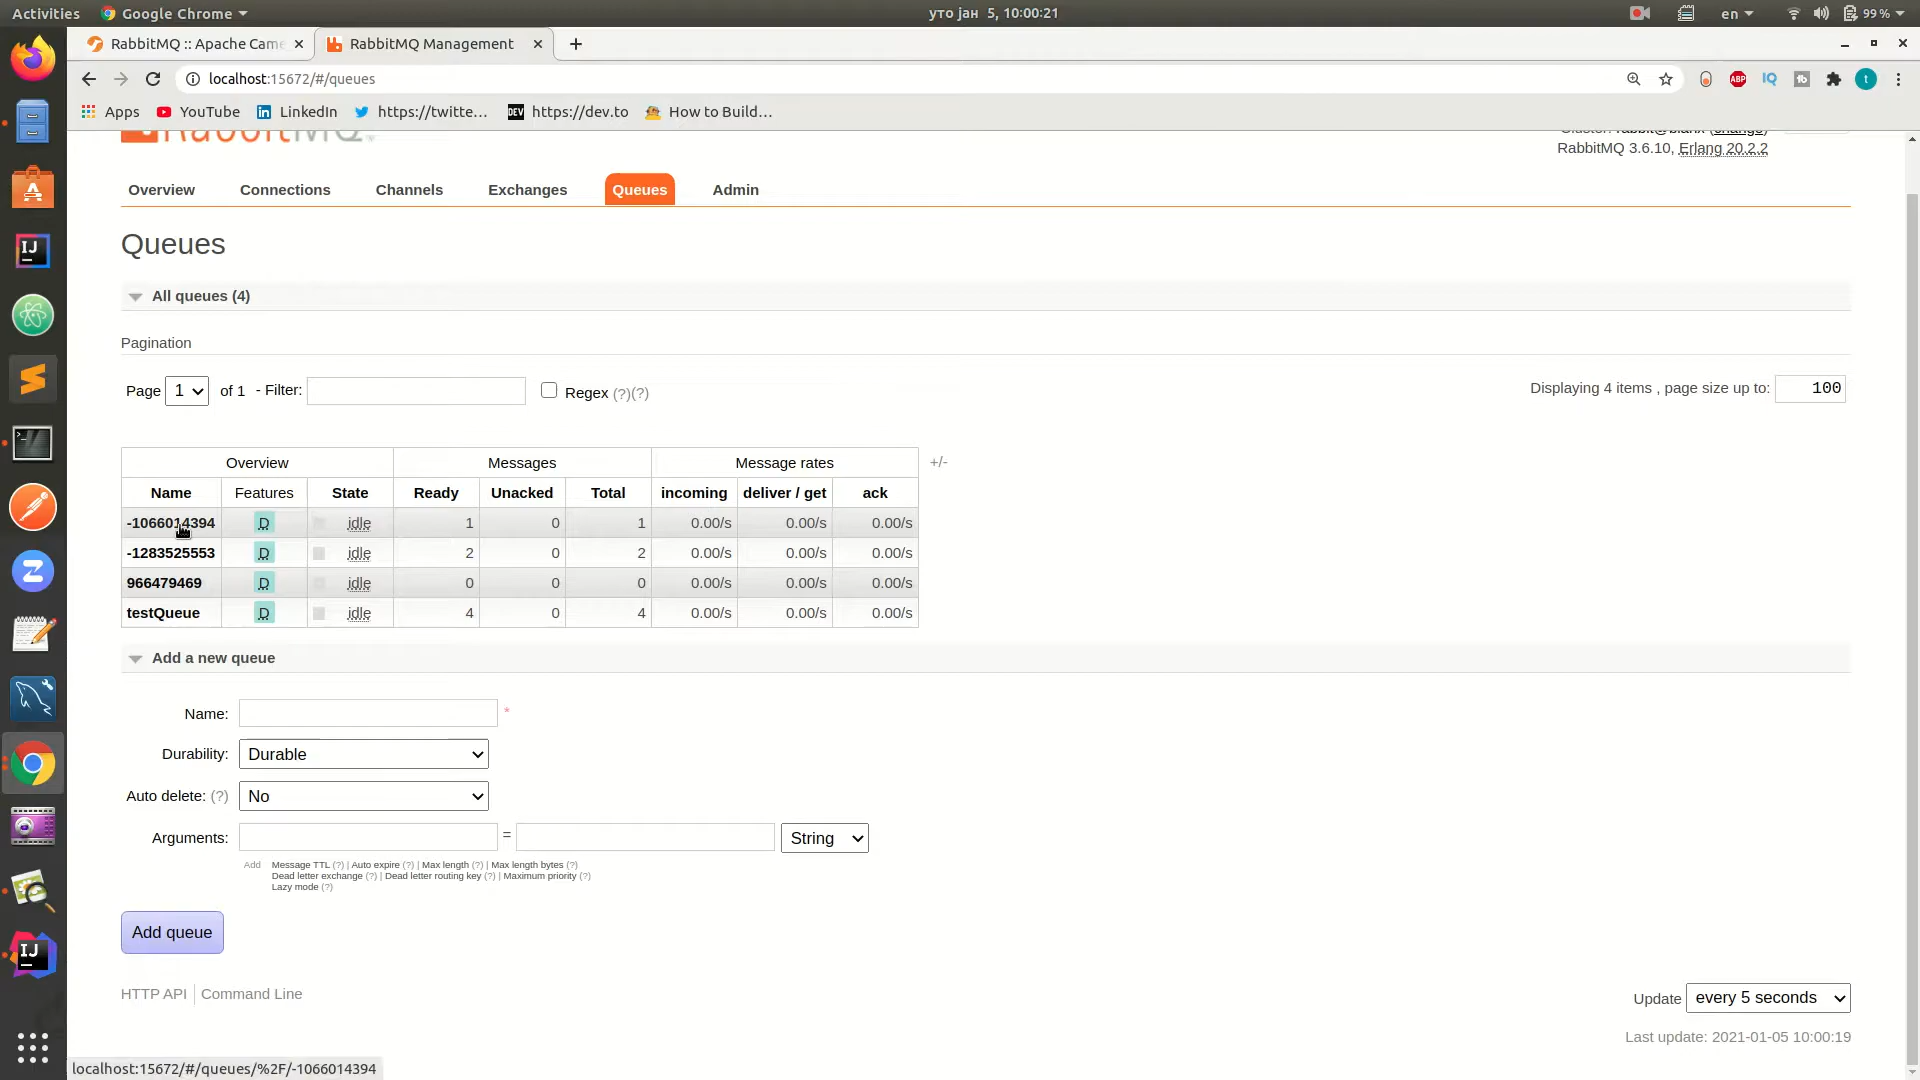 Activities
Google Chrome
уто јан 5, 10:00:21
en
99 %
RabbitMQ :: Apache Came
RabbitMQ Management
localhost:15672/#/queues
ABP
IQ
t
Apps
YouTube
LinkedIn
https://twitte...
DEV
https://dev.to
How to Build...
RabbitMQ
Cluster: rabbit@blanx (change)
RabbitMQ 3.6.10, Erlang 20.2.2
Overview
Connections
Channels
Exchanges
Queues
Admin
Queues
All queues (4)
Pagination
Page 1 of 1 - Filter:
Regex (?)(?)
Displaying 4 items , page size up to: 100
Overview Messages Message rates +/-
Name Features State Ready Unacked Total incoming deliver / get ack
-1066014394 D idle 1 0 1 0.00/s 0.00/s 0.00/s
-1283525553 D idle 2 0 2 0.00/s 0.00/s 0.00/s
966479469 D idle 0 0 0 0.00/s 0.00/s 0.00/s
testQueue D idle 4 0 4 0.00/s 0.00/s 0.00/s
Add a new queue
Name: *
Durability: Durable
Auto delete: (?) No
Arguments: = String
Add Message TTL (?) | Auto expire (?) | Max length (?) | Max length bytes (?)
Dead letter exchange (?) | Dead letter routing key (?) | Maximum priority (?)
Lazy mode (?)
Add queue
HTTP API
Command Line
Update every 5 seconds
Last update: 2021-01-05 10:00:19
localhost:15672/#/queues/%2F/-1066014394